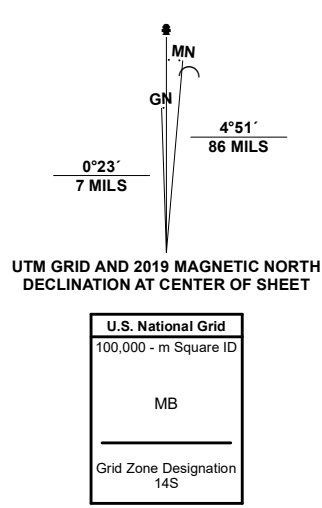 MN
GN
4°51´
86 MILS
0°23´
7 MILS
UTM GRID AND 2019 MAGNETIC NORTH
DECLINATION AT CENTER OF SHEET
U.S. National Grid
100,000 - m Square ID
MB
Grid Zone Designation
14S